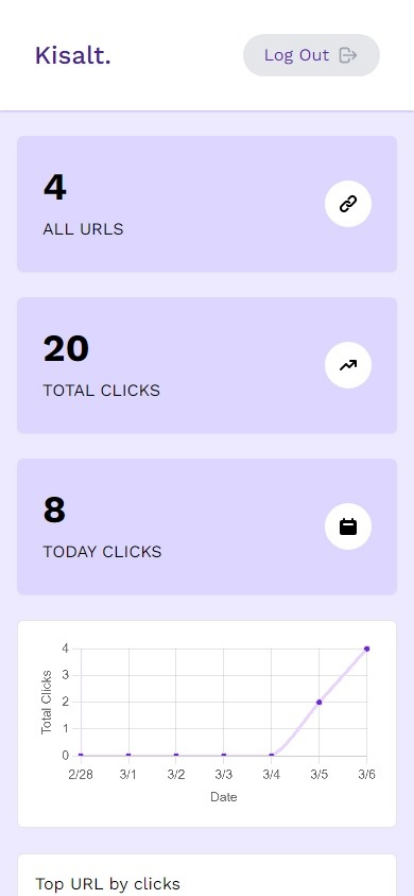 Kisalt.
Log Out
4
ALL URLS
20
TOTAL CLICKS
8
TODAY CLICKS
4
3
2
1
0
Total Clicks
2/28 3/1 3/2 3/3 3/4 3/5 3/6
Date
Top URL by clicks